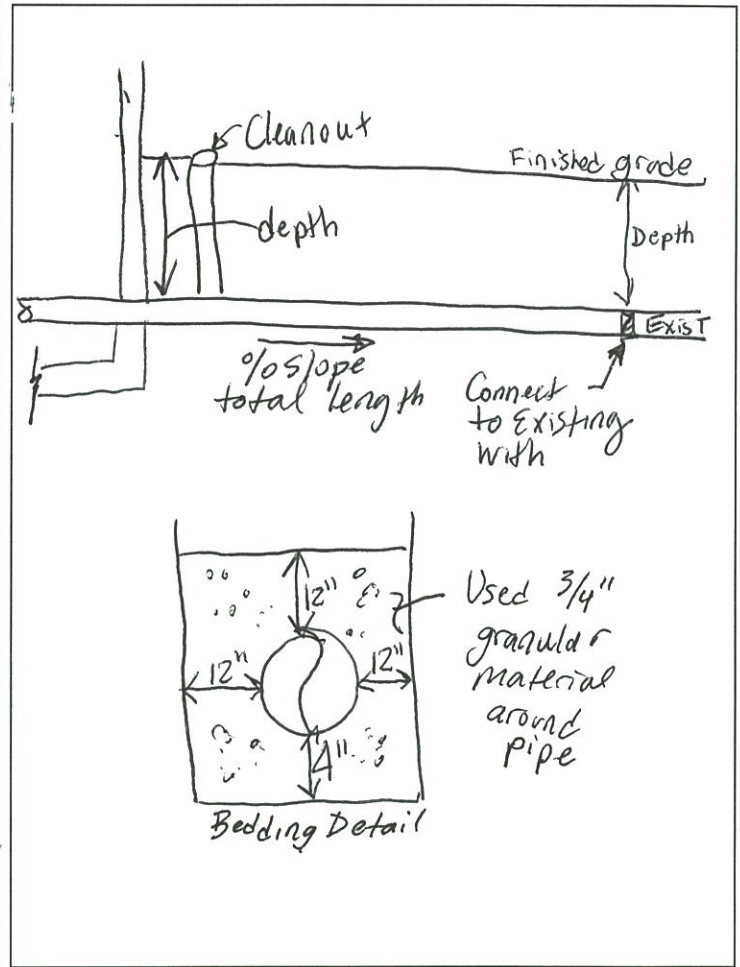 Cleanout
Finished grade
depth
Depth
EXIST
% slope
total length
Connect
to Existing
with
12"
12"
12"
4"
Used 3/4"
granular
material
around
pipe
Bedding Detail